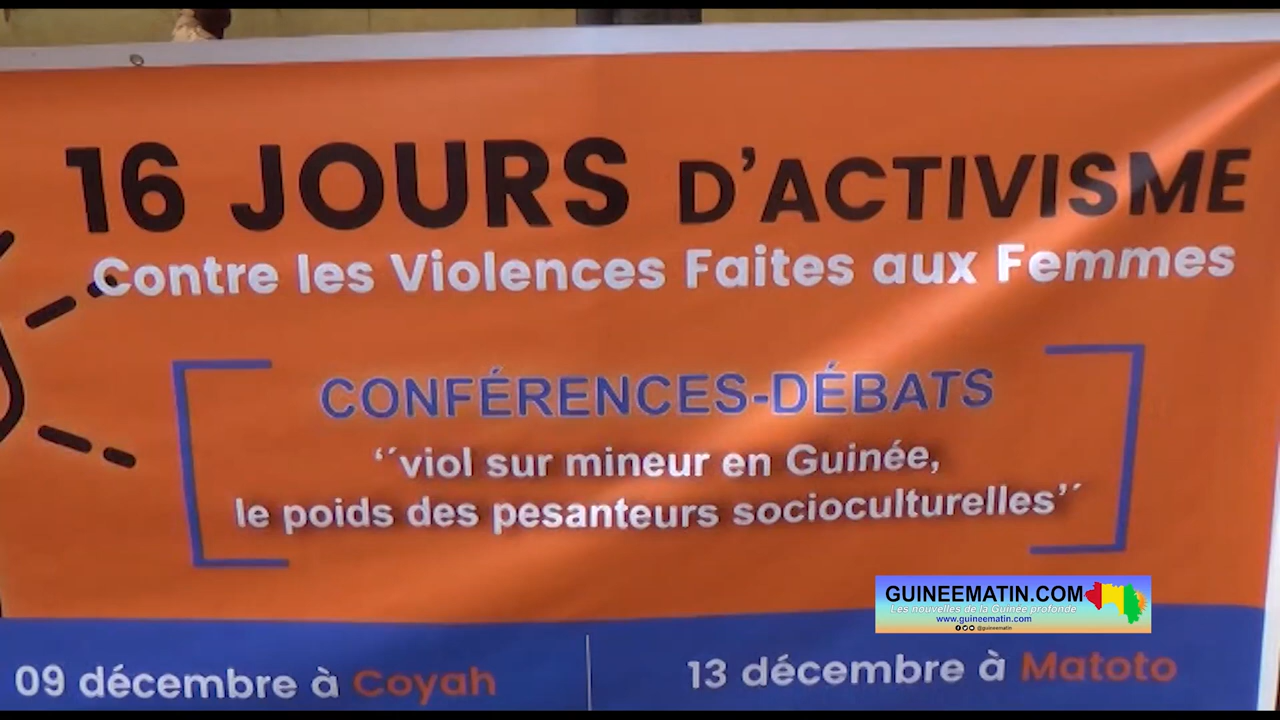 16 JOURS D'ACTIVISME
Contre les Violences Faites aux Femmes
CONFÉRENCES-DÉBATS
‘´viol sur mineur en Guinée,
le poids des pesanteurs socioculturelles’´
GUINEEMATIN.COM
Les nouvelles de la Guinée profonde
www.guineematin.com
@guineematin
09 décembre à Coyah
13 décembre à Matoto